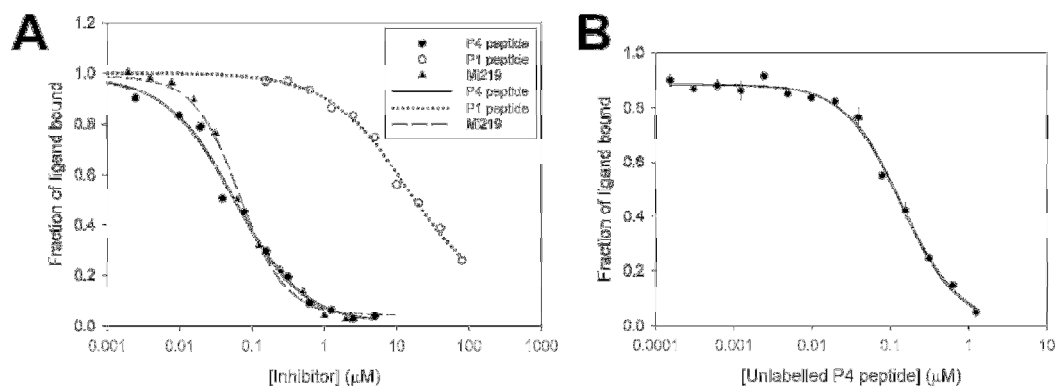 A
B
1.2
1.0
0.8
0.6
0.4
0.2
0.0
Fraction of ligand bound
P4 peptide
P1 peptide
MI219
P4 peptide
P1 peptide
MI219
0.001 0.01 0.1 1 10 100 1000
[Inhibitor] (μM)
1.0
0.8
0.6
0.4
0.2
0.0
Fraction of ligand bound
0.0001 0.001 0.01 0.1 1 10
[Unlabelled P4 peptide] (μM)